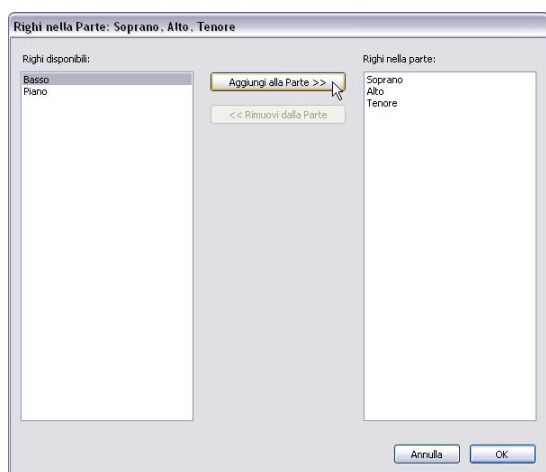 Righi nella Parte: Soprano, Alto, Tenore
Righi disponibili:
Basso
Piano
Aggiungi alla Parte >>
<< Rimuovi dalla Parte
Righi nella parte:
Soprano
Alto
Tenore
Annulla
OK